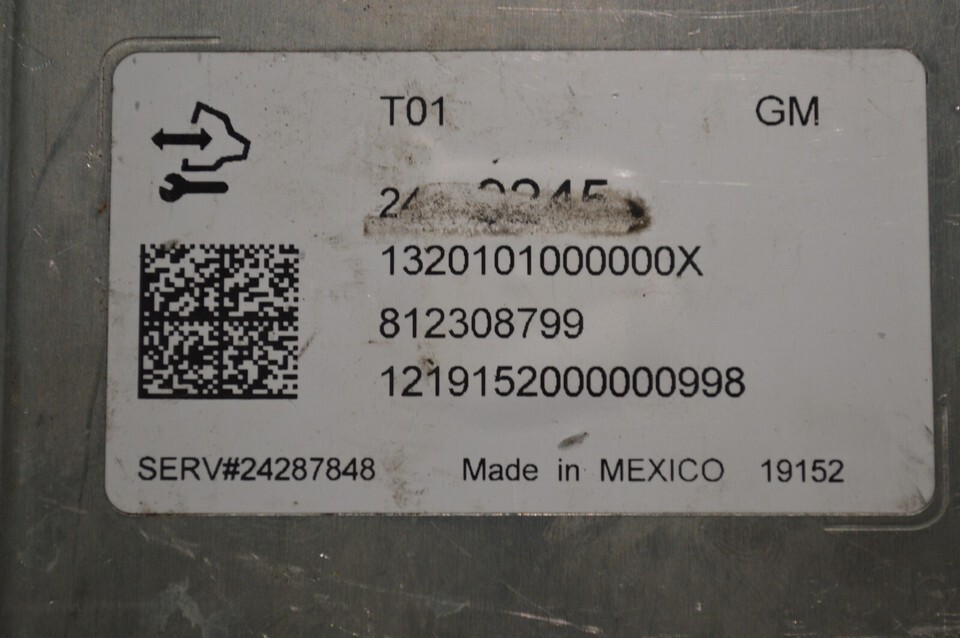 T01 GM
1320101000000X
812308799
1219152000000998
SERV#24287848 Made in MEXICO 19152